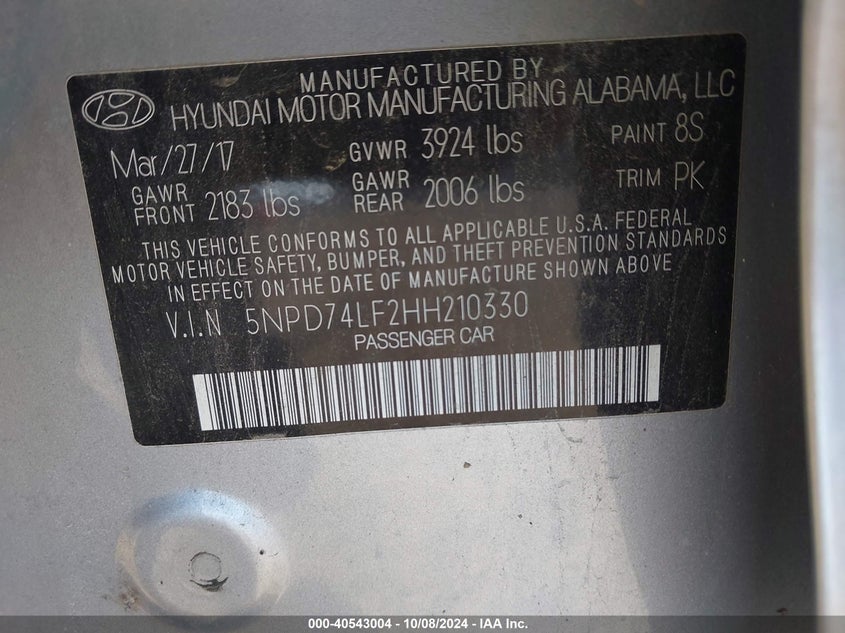 MANUFACTURED BY
HYUNDAI MOTOR MANUFACTURING ALABAMA, LLC
Mar/27/17 GVWR 3924 lbs PAINT 8S
GAWR FRONT 2183 lbs GAWR REAR 2006 lbs TRIM PK
THIS VEHICLE CONFORMS TO ALL APPLICABLE U.S.A. FEDERAL
MOTOR VEHICLE SAFETY, BUMPER, AND THEFT PREVENTION STANDARDS
IN EFFECT ON THE DATE OF MANUFACTURE SHOWN ABOVE
V.I.N 5NPD74LF2HH210330
PASSENGER CAR
000-40543004 - 10/08/2024 - IAA Inc.